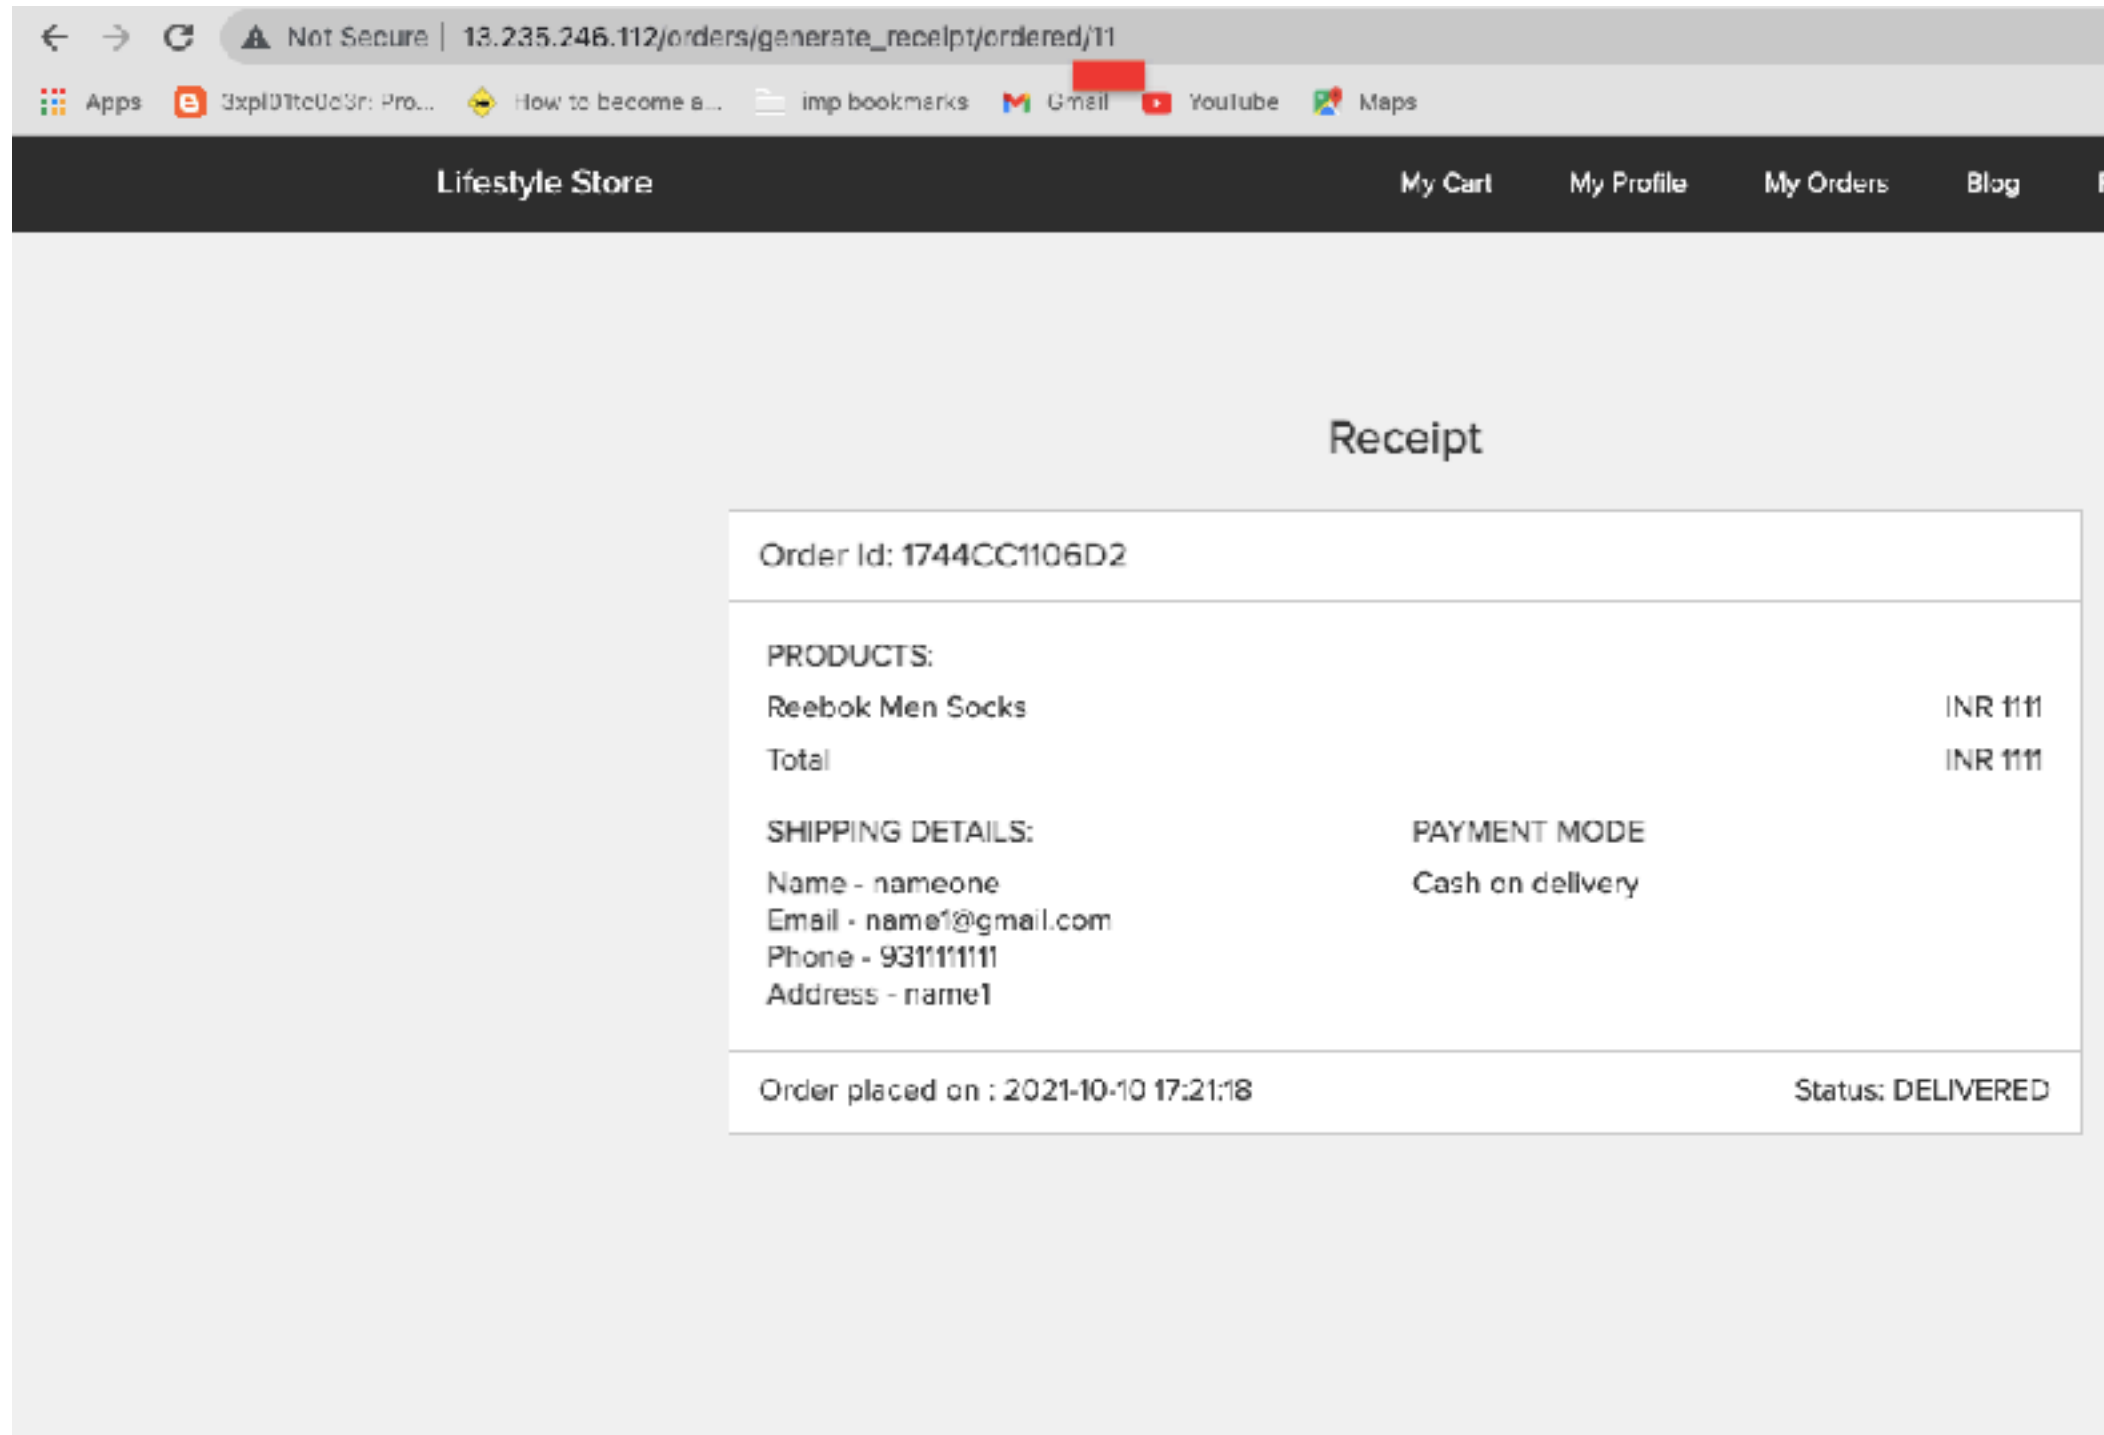 Not Secure | 13.235.246.112/orders/generate_receipt/ordered/11
Apps 3xpl01tc0d3r: Pro... How to become a... imp bookmarks Gmail YouTube Maps
Lifestyle Store My Cart My Profile My Orders Blog
Receipt
Order Id: 1744CC1106D2
PRODUCTS:
Reebok Men Socks INR 1111
Total INR 1111
SHIPPING DETAILS: PAYMENT MODE
Name - nameone Cash on delivery
Email - name1@gmail.com
Phone - 9311111111
Address - name1
Order placed on : 2021-10-10 17:21:18 Status: DELIVERED